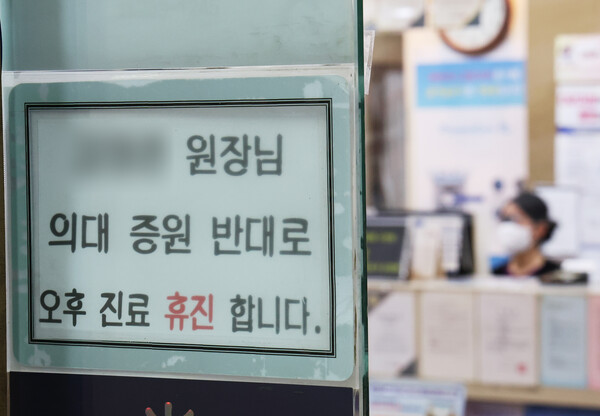 원장님
의대 증원 반대로
오후 진료 휴진 합니다.